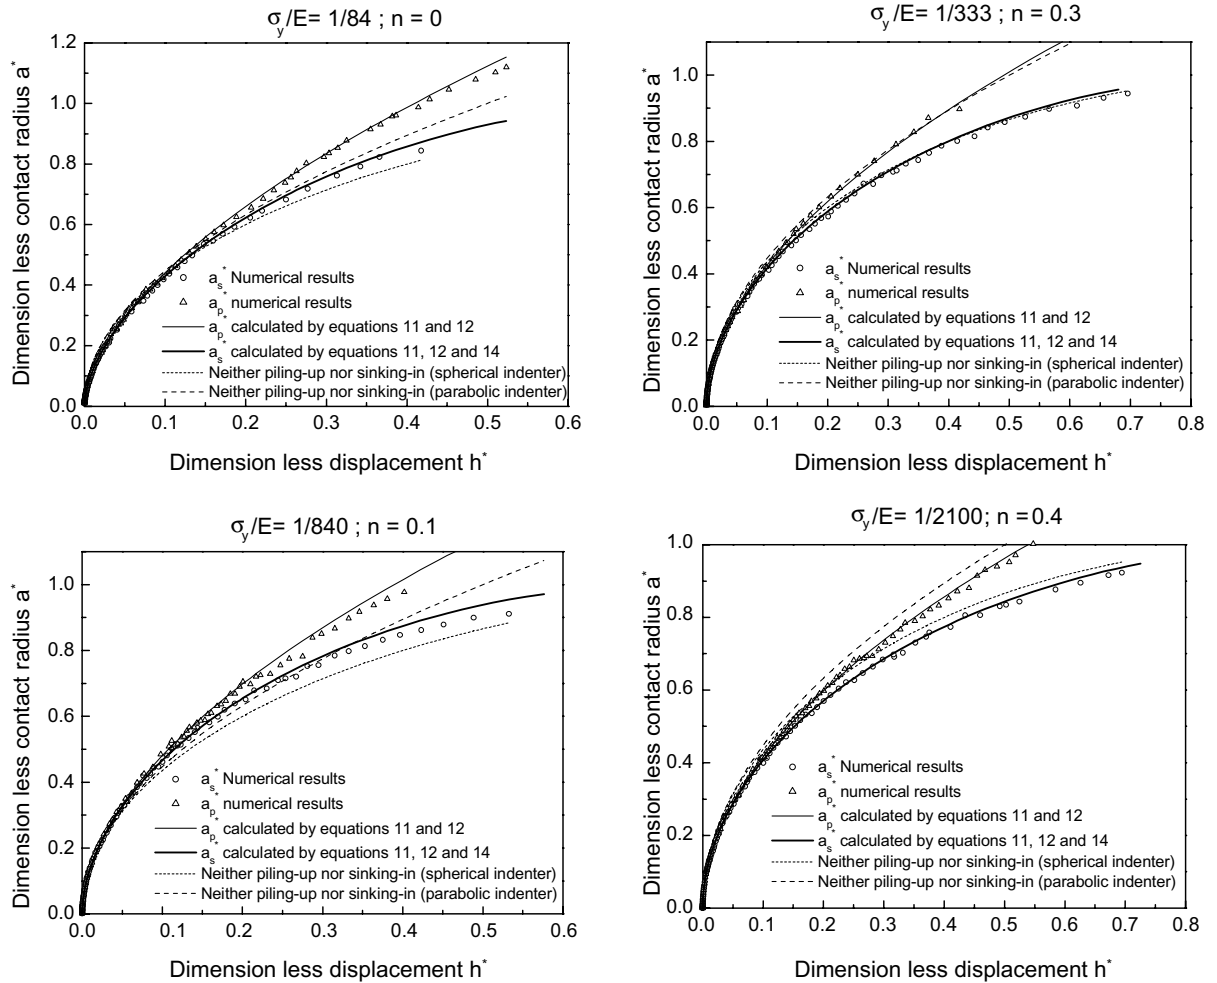 σy/E= 1/84 ; n = 0
1.2
1.0
0.8
0.6
0.4
0.2
0.0
Dimension less contact radius a*
as* Numerical results
ap* numerical results
ap* calculated by equations 11 and 12
as* calculated by equations 11, 12 and 14
Neither piling-up nor sinking-in (spherical indenter)
Neither piling-up nor sinking-in (parabolic indenter)
0.0 0.1 0.2 0.3 0.4 0.5 0.6
Dimension less displacement h*
σy/E= 1/333 ; n = 0.3
1.0
0.8
0.6
0.4
0.2
0.0
Dimension less contact radius a*
as* Numerical results
ap* numerical results
ap* calculated by equations 11 and 12
as* calculated by equations 11, 12 and 14
Neither piling-up nor sinking-in (spherical indenter)
Neither piling-up nor sinking-in (parabolic indenter)
0.0 0.1 0.2 0.3 0.4 0.5 0.6 0.7 0.8
Dimension less displacement h*
σy/E= 1/840 ; n = 0.1
1.0
0.8
0.6
0.4
0.2
0.0
Dimension less contact radius a*
as* Numerical results
ap* numerical results
ap* calculated by equations 11 and 12
as* calculated by equations 11, 12 and 14
Neither piling-up nor sinking-in (spherical indenter)
Neither piling-up nor sinking-in (parabolic indenter)
0.0 0.1 0.2 0.3 0.4 0.5 0.6
Dimension less displacement h*
σy/E= 1/2100; n = 0.4
1.0
0.8
0.6
0.4
0.2
0.0
Dimension less contact radius a*
as* Numerical results
ap* numerical results
ap* calculated by equations 11 and 12
as* calculated by equations 11, 12 and 14
Neither piling-up nor sinking-in (spherical indenter)
Neither piling-up nor sinking-in (parabolic indenter)
0.0 0.1 0.2 0.3 0.4 0.5 0.6 0.7 0.8
Dimension less displacement h*